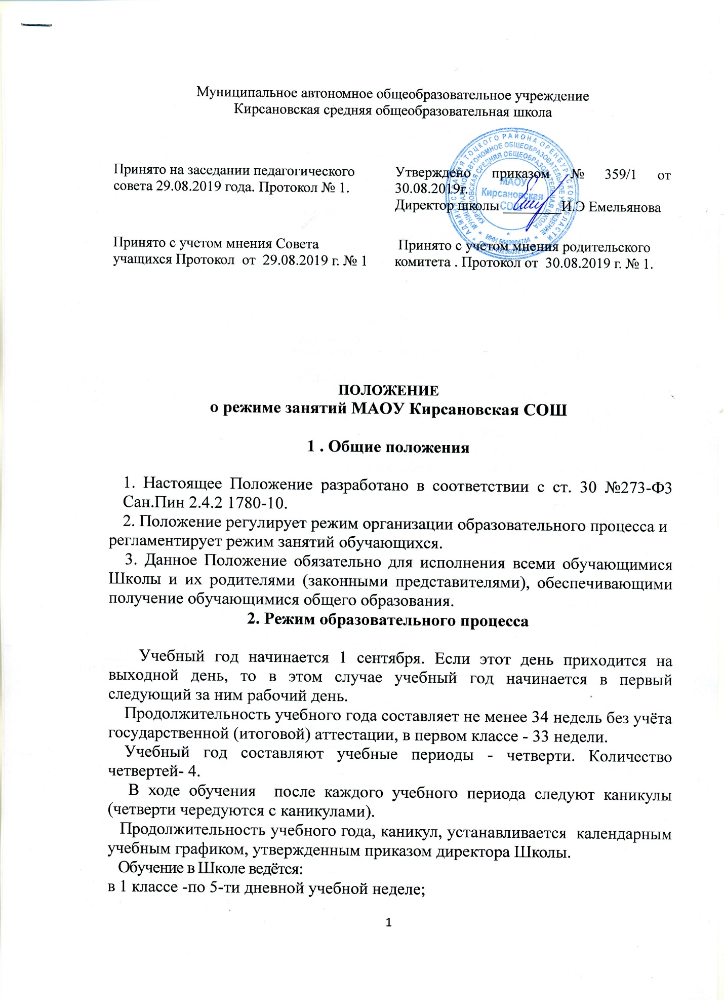 Муниципальное автономное общеобразовательное учреждение
Кирсановская средняя общеобразовательная школа
Принято на заседании педагогического
совета 29.08.2019 года. Протокол № 1.
Утверждено приказом № 359/1 от
30.08.2019г.
Директор школы ________ И.Э Емельянова
АДМИНИСТРАЦИЯ ТОЦКОГО РАЙОНА ОРЕНБУРГСКОЙ ОБЛАСТИ
МУНИЦИПАЛЬНОЕ АВТОНОМНОЕ ОБЩЕОБРАЗОВАТЕЛЬНОЕ УЧРЕЖДЕНИЕ
КИРСАНОВСКАЯ СРЕДНЯЯ ОБЩЕОБРАЗОВАТЕЛЬНАЯ ШКОЛА
МАОУ
Кирсановская
СОШ
ИНН 5649004744
Принято с учетом мнения Совета
учащихся Протокол от 29.08.2019 г. № 1
Принято с учетом мнения родительского
комитета . Протокол от 30.08.2019 г. № 1.
ПОЛОЖЕНИЕ
о режиме занятий МАОУ Кирсановская СОШ
1 . Общие положения
1. Настоящее Положение разработано в соответствии с ст. 30 №273-ФЗ
Сан.Пин 2.4.2 1780-10.
2. Положение регулирует режим организации образовательного процесса и
регламентирует режим занятий обучающихся.
3. Данное Положение обязательно для исполнения всеми обучающимися
Школы и их родителями (законными представителями), обеспечивающими
получение обучающимися общего образования.
2. Режим образовательного процесса
Учебный год начинается 1 сентября. Если этот день приходится на
выходной день, то в этом случае учебный год начинается в первый
следующий за ним рабочий день.
Продолжительность учебного года составляет не менее 34 недель без учёта
государственной (итоговой) аттестации, в первом классе - 33 недели.
Учебный год составляют учебные периоды - четверти. Количество
четвертей- 4.
В ходе обучения после каждого учебного периода следуют каникулы
(четверти чередуются с каникулами).
Продолжительность учебного года, каникул, устанавливается календарным
учебным графиком, утвержденным приказом директора Школы.
Обучение в Школе ведётся:
в 1 классе -по 5-ти дневной учебной неделе;
1